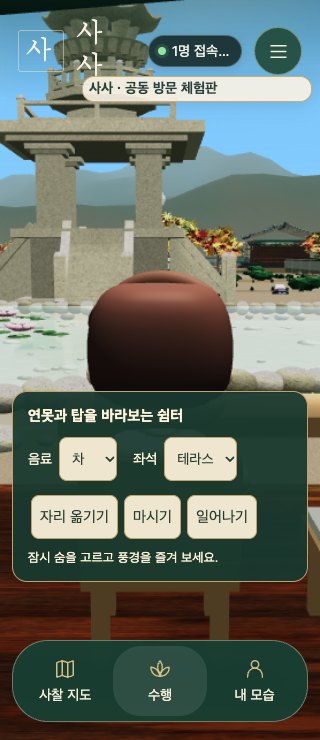 사
사
사
1명 접속...
사사 · 공동 방문 체험판
연못과 탑을 바라보는 쉼터
음료 차 좌석 테라스
자리 옮기기 마시기 일어나기
잠시 숨을 고르고 풍경을 즐겨 보세요.
사찰 지도 수행 내 모습